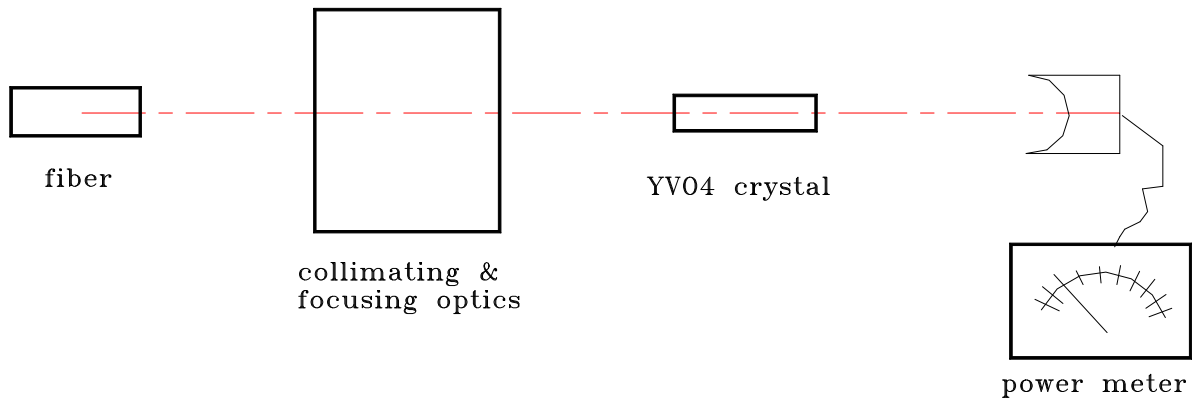 fiber
YVO4 crystal
collimating &
focusing optics
power meter